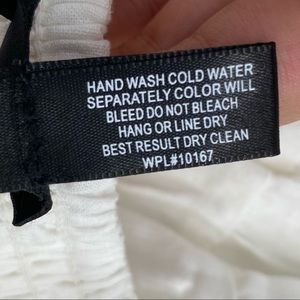 HAND WASH COLD WATER
SEPARATELY COLOR WILL
BLEED DO NOT BLEACH
HANG OR LINE DRY
BEST RESULT DRY CLEAN
WPL#10167